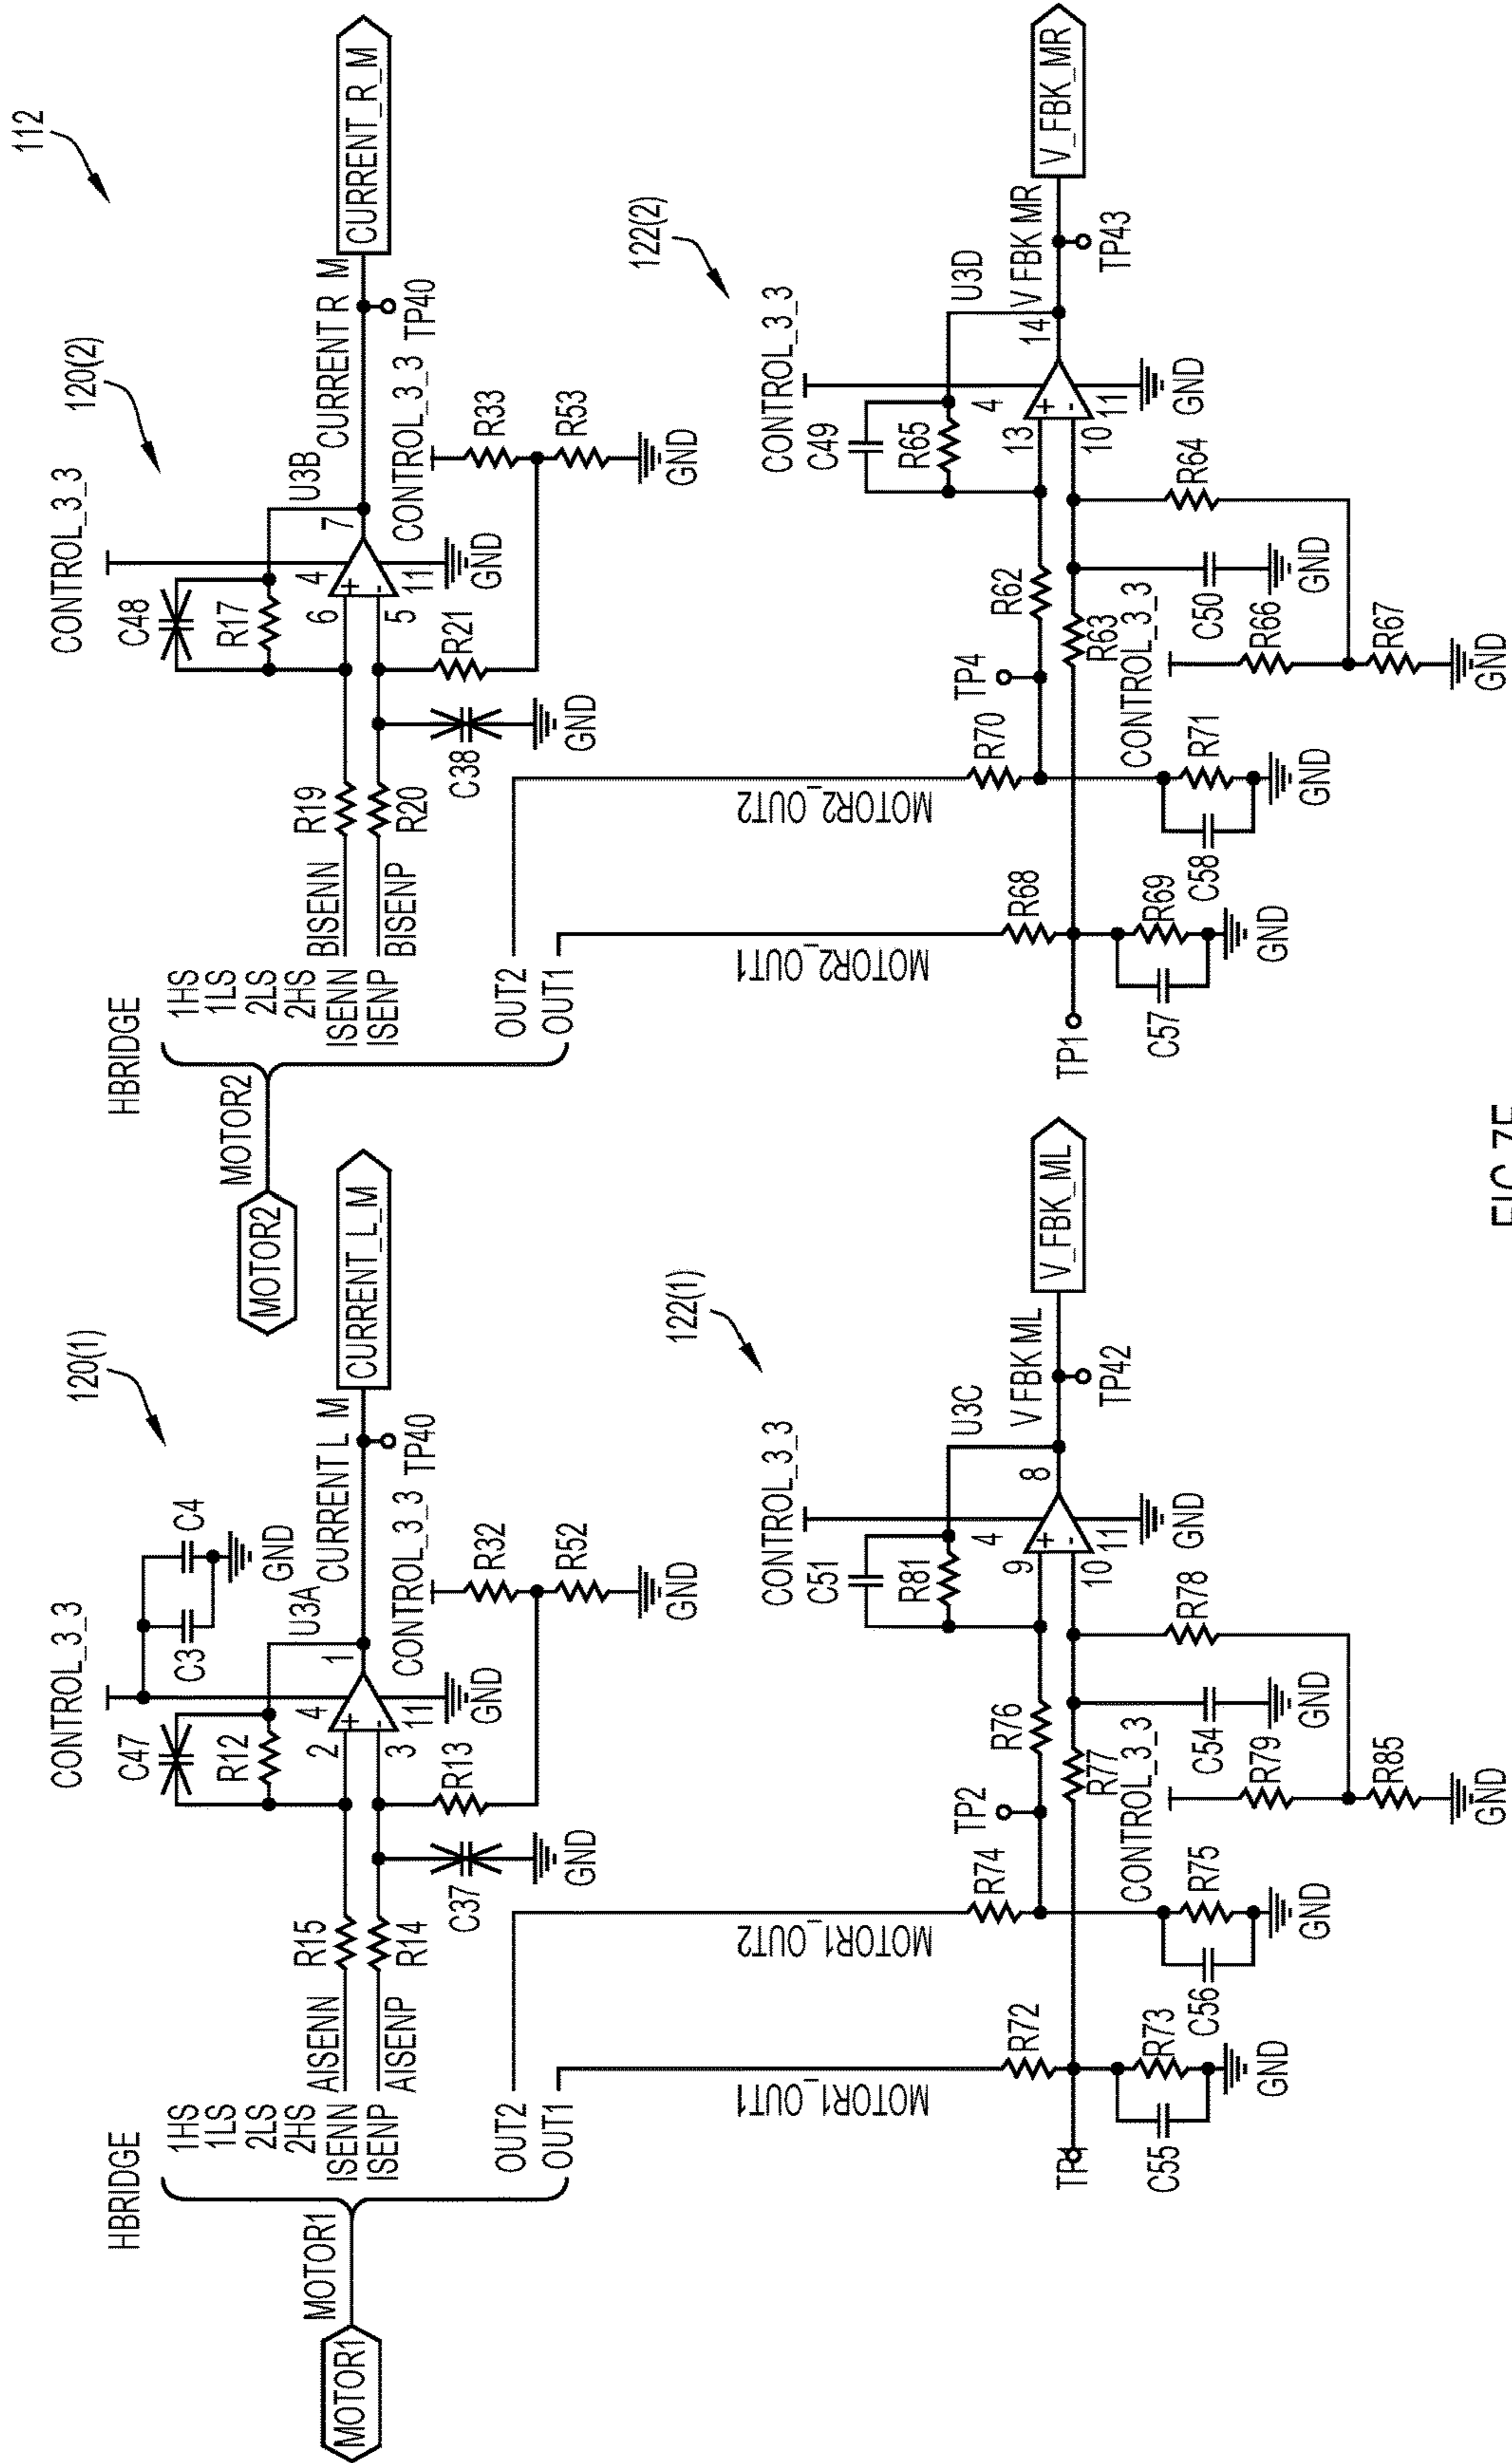 112
120(1)
CONTROL_3_3
C47
R12
C3
C4
GND
U3A
4
1
2
3
11
GND
CURRENT L M
CURRENT_L_M
TP40
HBRIDGE
MOTOR1
MOTOR1
1HS
1LS
2LS
2HS
ISENN
AISENN
ISENP
AISENP
R15
R14
C37
GND
R13
CONTROL_3_3
R32
R52
GND
OUT2
OUT1
MOTOR1_OUT2
MOTOR1_OUT1
120(2)
CONTROL_3_3
C48
R17
U3B
4
7
6
5
11
GND
CURRENT R M
CURRENT_R_M
TP40
HBRIDGE
MOTOR2
MOTOR2
1HS
1LS
2LS
2HS
ISENN
BISENN
ISENP
BISENP
R19
R20
C38
GND
R21
CONTROL_3_3
R33
R53
GND
OUT2
OUT1
MOTOR2_OUT2
MOTOR2_OUT1
122(1)
CONTROL_3_3
C51
R81
U3C
4
8
9
10
11
GND
V FBK ML
V_FBK_ML
TP42
R74
TP2
R76
R72
R77
R78
C54
GND
CONTROL_3_3
R79
R85
GND
R75
C56
GND
R73
C55
GND
122(2)
CONTROL_3_3
C49
R65
U3D
4
14
13
10
11
GND
V FBK MR
V_FBK_MR
TP43
R70
TP4
R62
R68
TP1
R63
R64
C50
GND
CONTROL_3_3
R66
R67
GND
R71
C58
GND
R69
C57
GND